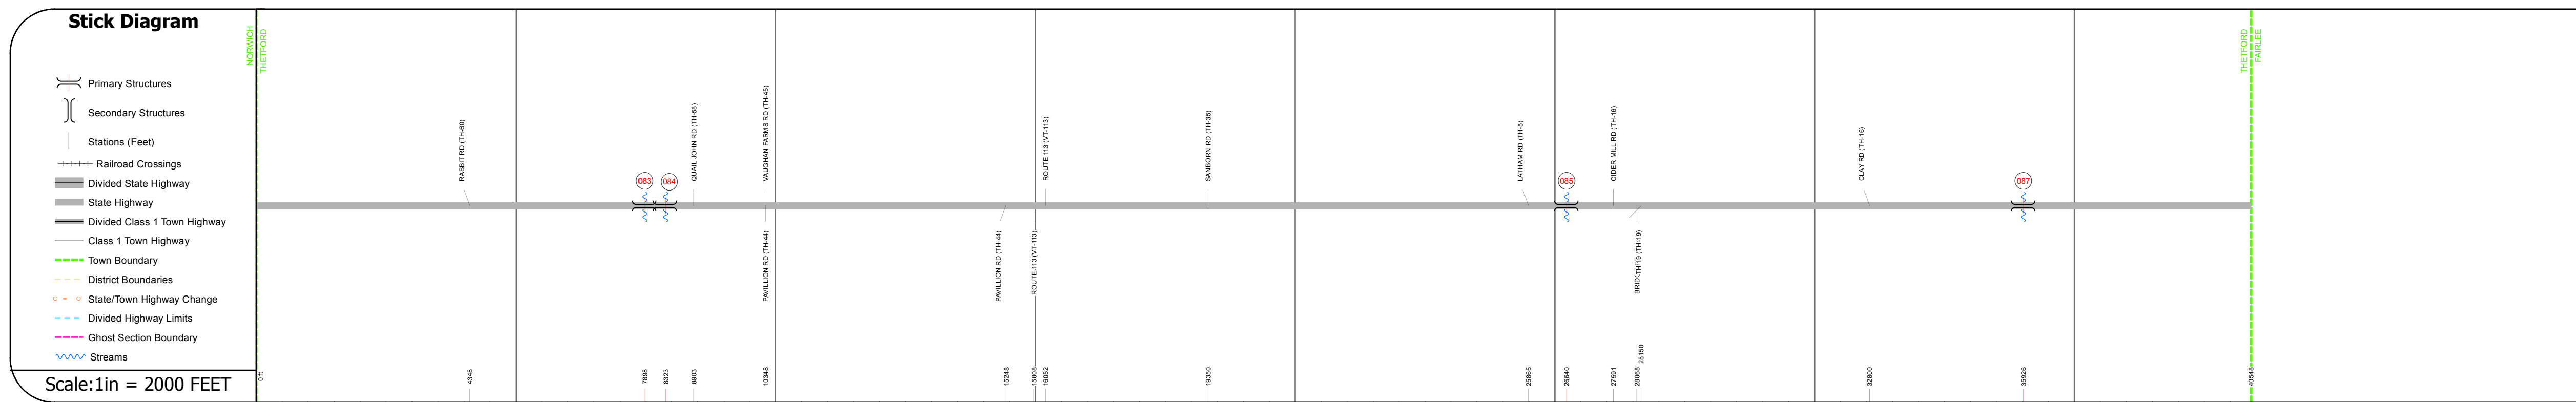 Stick Diagram
Primary Structures
Secondary Structures
Stations (Feet)
Railroad Crossings
Divided State Highway
State Highway
Divided Class 1 Town Highway
Class 1 Town Highway
Town Boundary
District Boundaries
State/Town Highway Change
Divided Highway Limits
Ghost Section Boundary
Streams
Scale:1in = 2000 FEET
NORWICH
THETFORD
RABBIT RD (TH-60)
083
084
QUAIL JOHN RD (TH-58)
VAUGHAN FARMS RD (TH-45)
PAVILLION RD (TH-44)
PAVILLION RD (TH-44)
ROUTE 113 (VT-113)
ROUTE 113 (VT-113)
SANBORN RD (TH-35)
LATHAM RD (TH-5)
085
CIDER MILL RD (TH-16)
TH 19 (TH-19)
CLAY RD (TH-16)
087
THETFORD
FAIRLEE
0 ft
4348
7898
8323
8903
10348
15248
15808
16052
19350
25865
26640
27591
28068
28150
32800
35926
40548